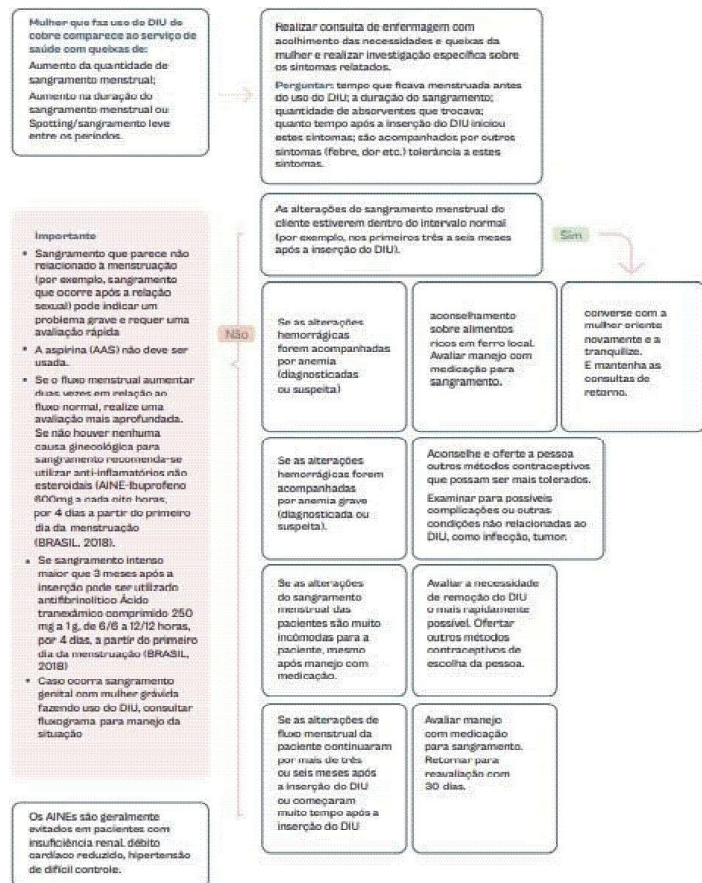 Mulher que faz uso do DIU de
cobre comparece ao serviço de
saúde com queixas de:
Aumento da quantidade de
sangramento menstrual;
Aumento na duração do
sangramento menstrual ou
Spotting/sangramento leve
entre os períodos.
Realizar consulta de enfermagem com
acolhimento das necessidades e queixas da
mulher e realizar investigação específica sobre
os sintomas relatados.
Perguntar: tempo que ficava menstruada antes
do uso do DIU; a duração do sangramento;
quantidade de absorventes que trocava;
quanto tempo após a inserção do DIU iniciou
estes sintomas; são acompanhados por outros
sintomas (febre, dor etc.) tolerância a estes
sintomas.
As alterações do sangramento menstrual do
cliente estiverem dentro do intervalo normal
(por exemplo, nos primeiros três a seis meses
após a inserção do DIU).
Sim
Importante
• Sangramento que parece não
relacionado à menstruação
(por exemplo, sangramento
que ocorre após a relação
sexual) pode indicar um
problema grave e requer uma
avaliação rápida
• A aspirina (AAS) não deve ser
usada.
• Se o fluxo menstrual aumentar
duas vezes em relação ao
fluxo normal, realize uma
avaliação mais aprofundada.
Se não houver nenhuma
causa ginecológica para
sangramento recomenda-se
utilizar anti-inflamatórios não
esteroidais (AINE-Ibuprofeno
600mg a cada oito horas,
por 4 dias a partir do primeiro
dia da menstruação
(BRASIL, 2018).
• Se sangramento intenso
maior que 3 meses após a
inserção pode ser utilizado
antifibrinolítico Ácido
tranexâmico comprimido 250
mg a 1 g, de 6/6 a 12/12 horas,
por 4 dias, a partir do primeiro
dia da menstruação (BRASIL,
2018)
• Caso ocorra sangramento
genital com mulher grávida
fazendo uso do DIU, consultar
fluxograma para manejo da
situação
Não
Se as alterações
hemorrágicas
forem acompanhadas
por anemia
(diagnosticadas
ou suspeita)
aconselhamento
sobre alimentos
ricos em ferro local.
Avaliar manejo com
medicação para
sangramento.
converse com a
mulher oriente
novamente e a
tranquilize.
E mantenha as
consultas de
retorno.
Se as alterações
hemorrágicas forem
acompanhadas
por anemia grave
(diagnosticada ou
suspeita).
Aconselhe e oferte a pessoa
outros métodos contraceptivos
que possam ser mais tolerados.
Examinar para possíveis
complicações ou outras
condições não relacionadas ao
DIU, como infecção, tumor.
Se as alterações
do sangramento
menstrual das
pacientes são muito
incômodas para a
paciente, mesmo
após manejo com
medicação.
Avaliar a necessidade
de remoção do DIU
o mais rapidamente
possível. Ofertar
outros métodos
contraceptivos de
escolha da pessoa.
Se as alterações de
fluxo menstrual da
paciente continuaram
por mais de três
ou seis meses após
a inserção do DIU
ou começaram
muito tempo após a
inserção do DIU
Avaliar manejo
com medicação
para sangramento.
Retornar para
reavaliação com
30 dias.
Os AINEs são geralmente
evitados em pacientes com
insuficiência renal, débito
cardíaco reduzido, hipertensão
de difícil controle.